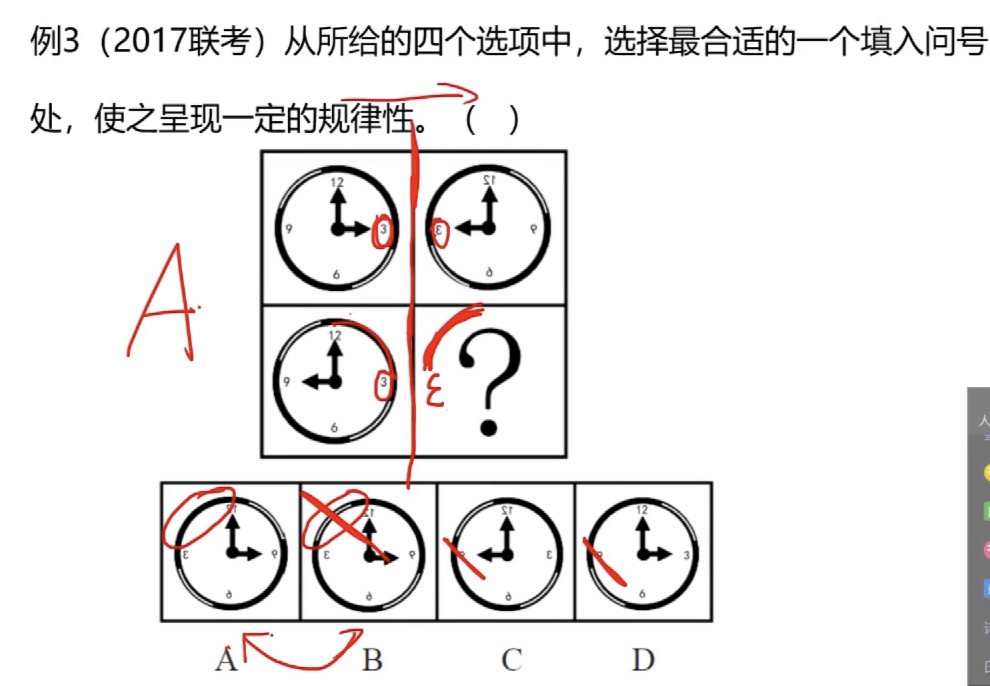 例3（2017联考）从所给的四个选项中，选择最合适的一个填入问号
处，使之呈现一定的规律性。（ ）
12 12
9 3 3 9
6 6
A
12
9 3 3 ?
6
12 12 12 12
3 9 3 9 9 3 9 3
6 6 6 6
A B C D